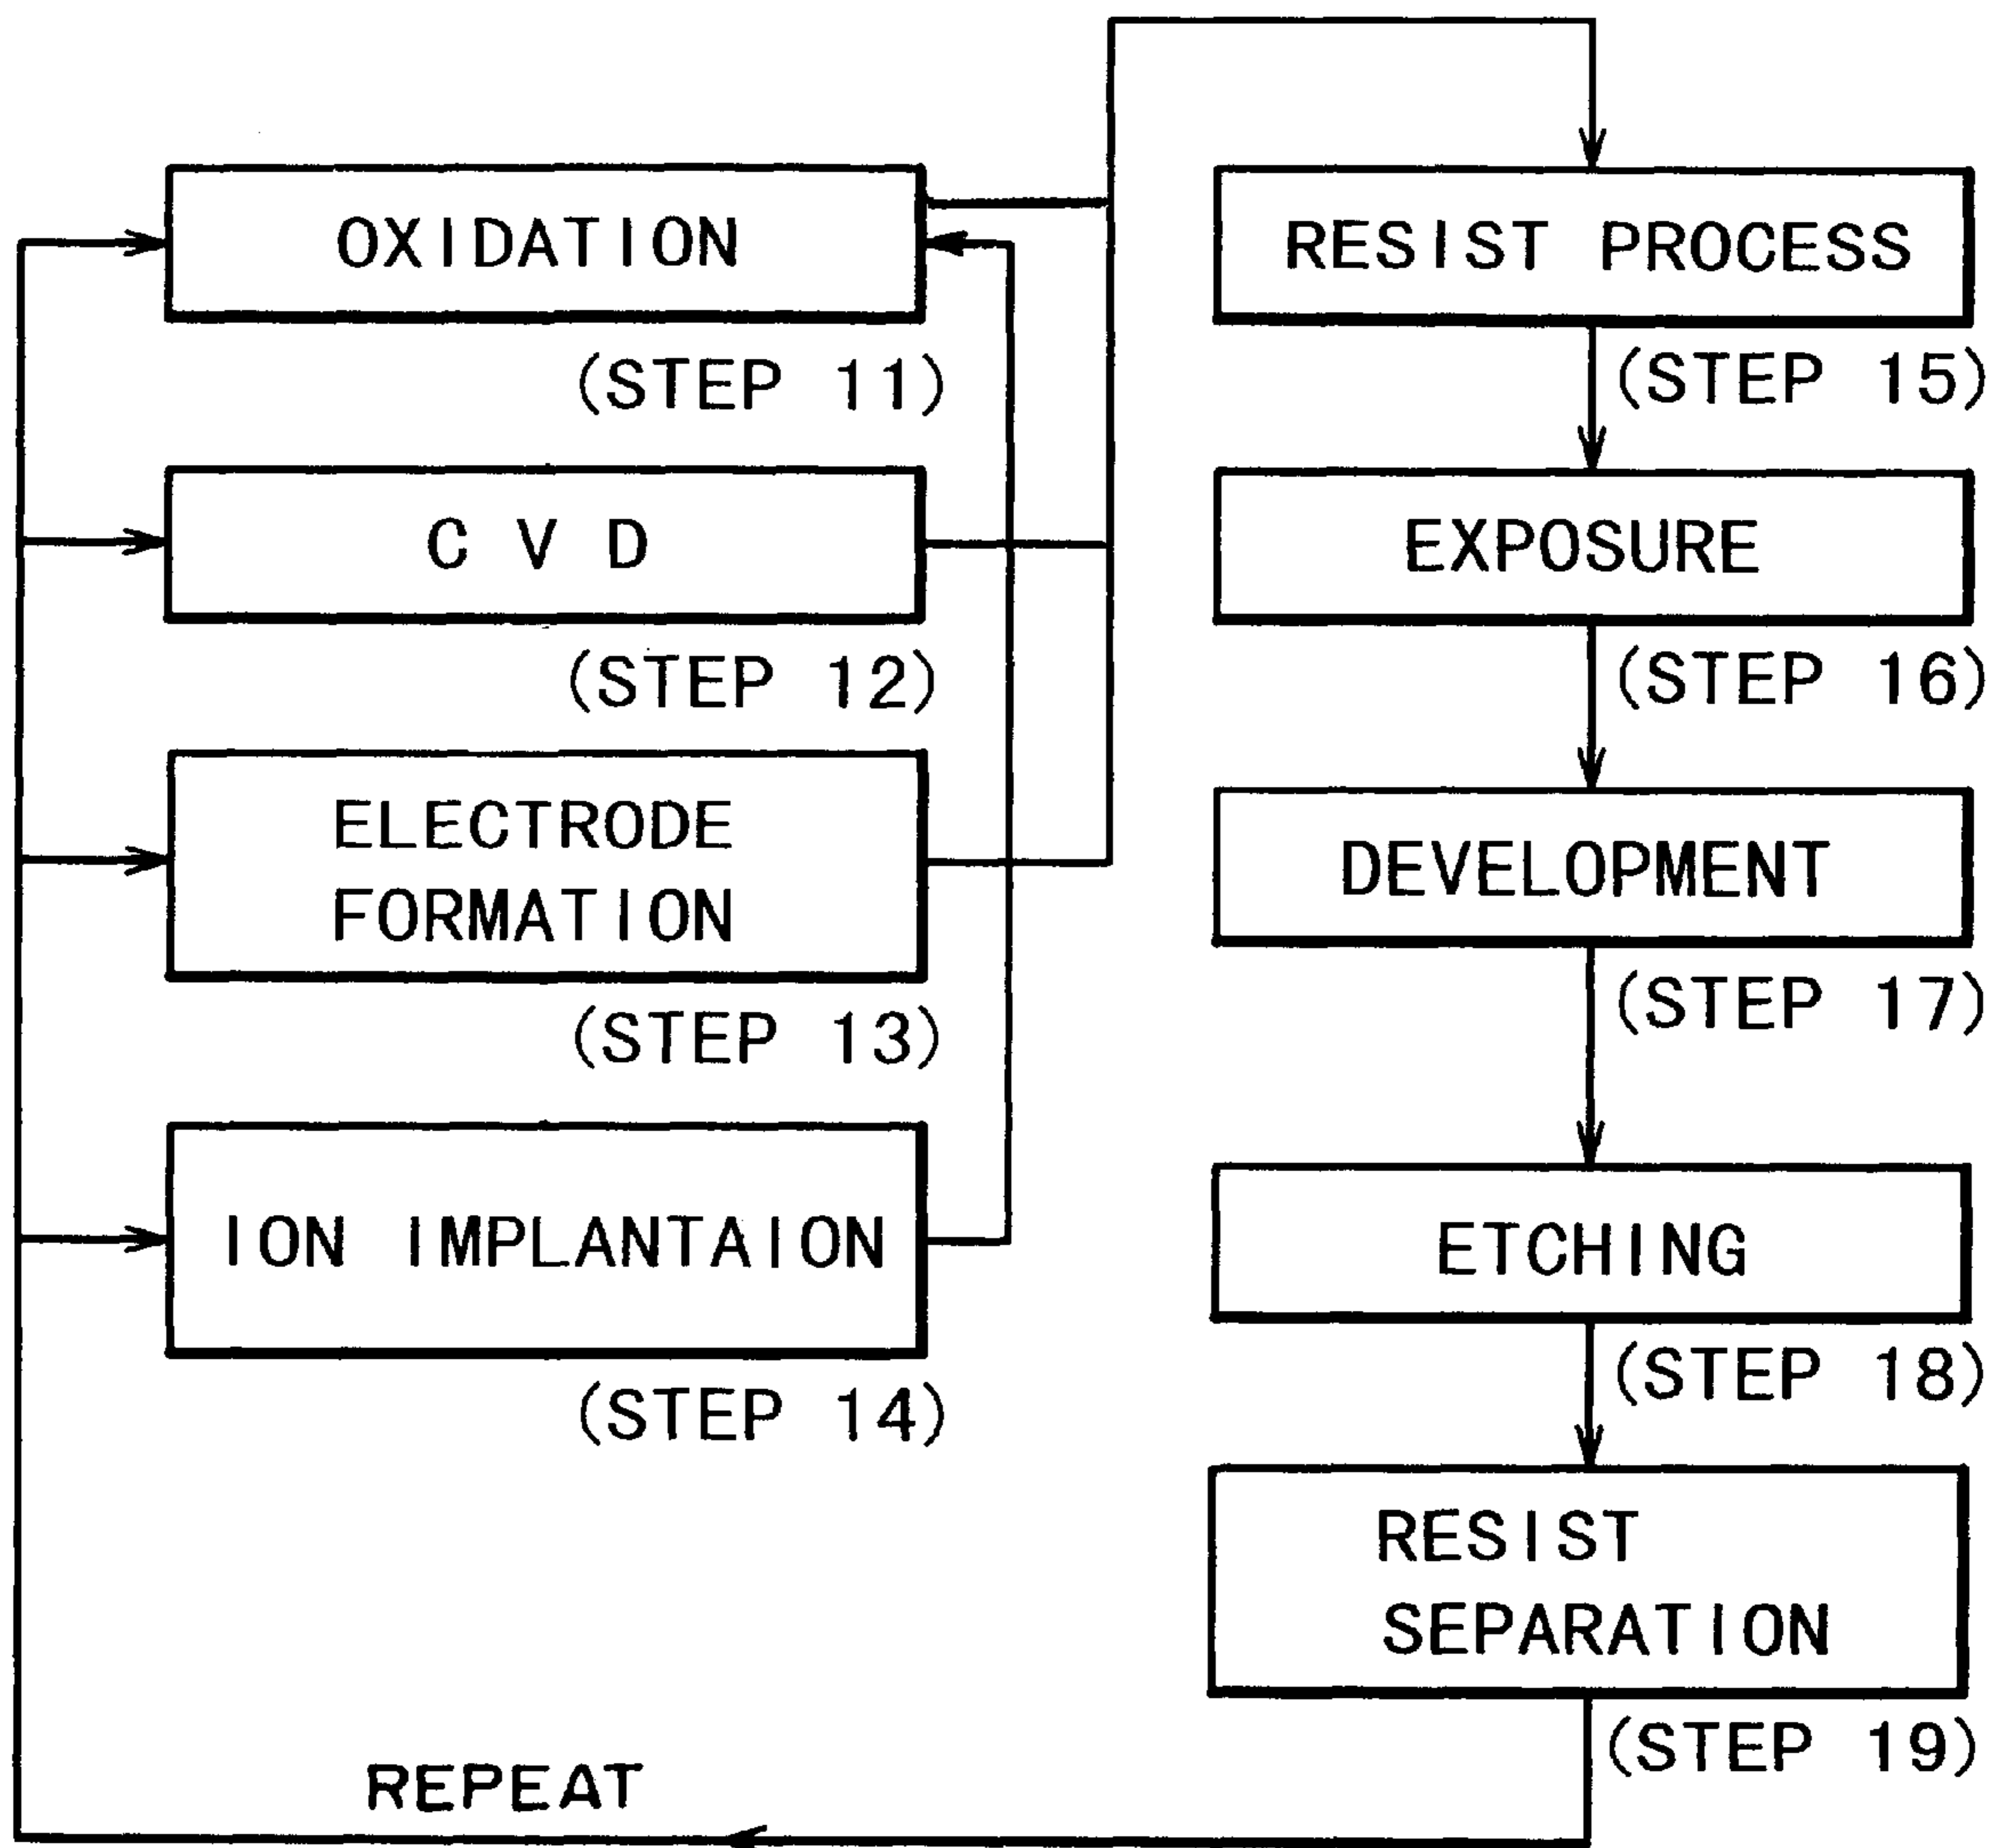 OXIDATION
(STEP 11)
C V D
(STEP 12)
ELECTRODE
FORMATION
(STEP 13)
ION IMPLANTAION
(STEP 14)
RESIST PROCESS
(STEP 15)
EXPOSURE
(STEP 16)
DEVELOPMENT
(STEP 17)
ETCHING
(STEP 18)
RESIST
SEPARATION
(STEP 19)
REPEAT